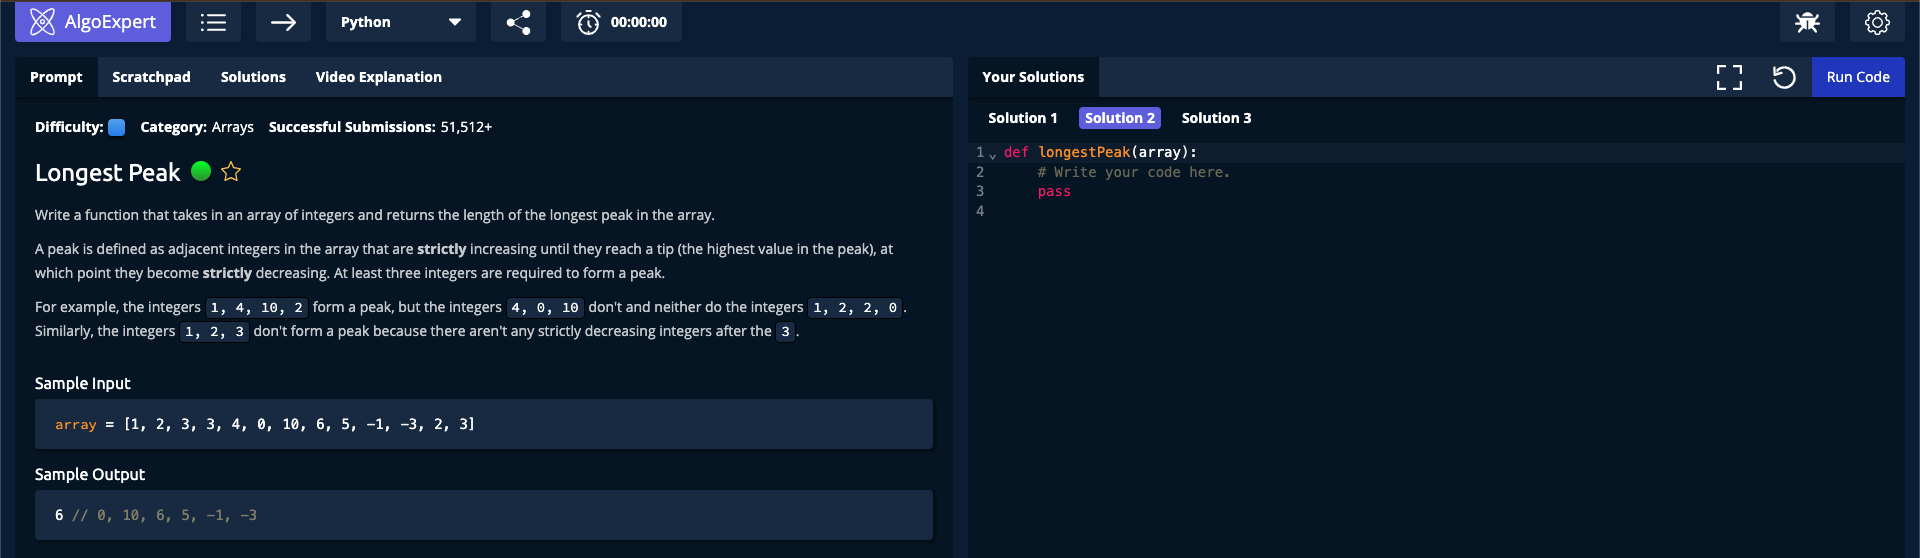 AlgoExpert
Python
00:00:00
Prompt Scratchpad Solutions Video Explanation
Difficulty: Category: Arrays Successful Submissions: 51,512+
Longest Peak
Write a function that takes in an array of integers and returns the length of the longest peak in the array.
A peak is defined as adjacent integers in the array that are strictly increasing until they reach a tip (the highest value in the peak), at
which point they become strictly decreasing. At least three integers are required to form a peak.
For example, the integers 1, 4, 10, 2 form a peak, but the integers 4, 0, 10 don't and neither do the integers 1, 2, 2, 0.
Similarly, the integers 1, 2, 3 don't form a peak because there aren't any strictly decreasing integers after the 3.
Sample Input
array = [1, 2, 3, 3, 4, 0, 10, 6, 5, -1, -3, 2, 3]
Sample Output
6 // 0, 10, 6, 5, -1, -3
Your Solutions
Run Code
Solution 1 Solution 2 Solution 3
1 def longestPeak(array):
2 # Write your code here.
3 pass
4